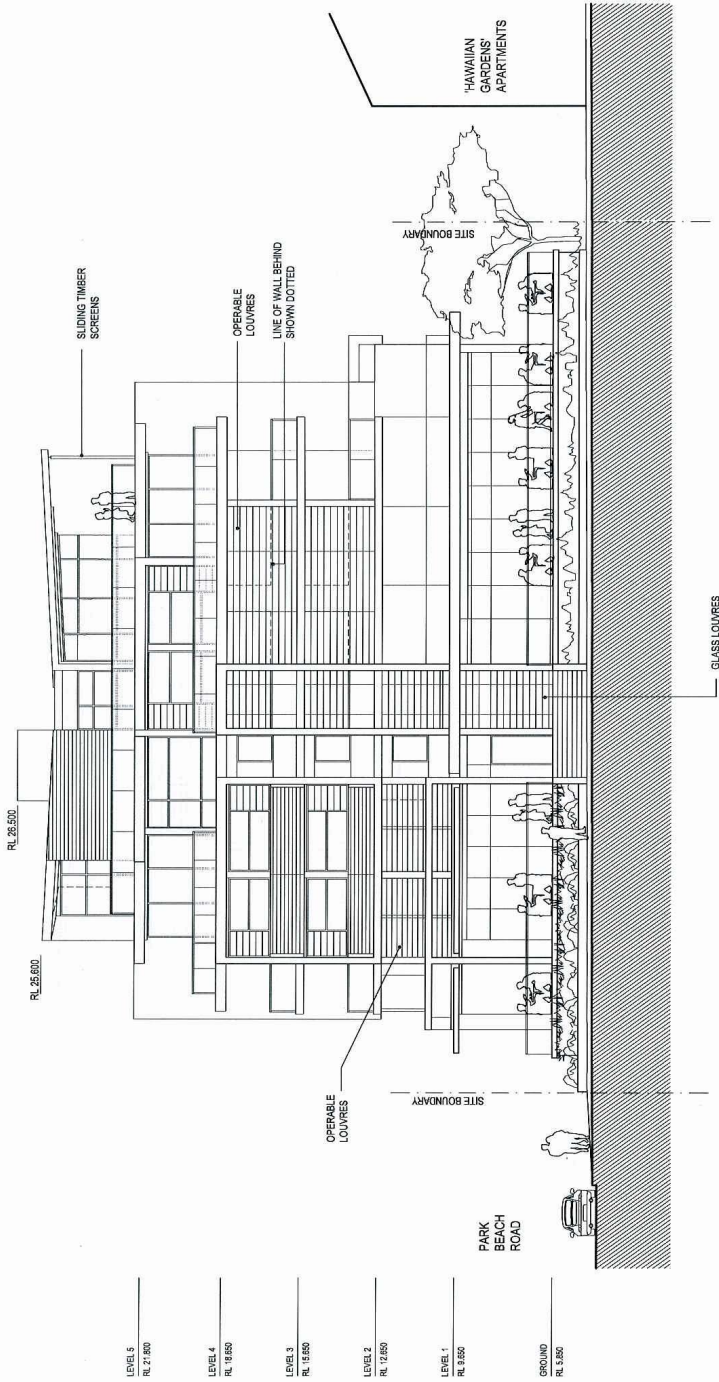 RL 25.600
RL 26.500
SLIDING TIMBER
SCREENS
OPERABLE
LOUVRES
LINE OF WALL BEHIND
SHOWN DOTTED
'HAWAIIAN
GARDENS'
APARTMENTS
OPERABLE
LOUVRES
SITE BOUNDARY
SITE BOUNDARY
PARK
BEACH
ROAD
GLASS LOUVRES
LEVEL 5
RL 21.800
LEVEL 4
RL 18.650
LEVEL 3
RL 15.650
LEVEL 2
RL 12.650
LEVEL 1
RL 9.650
GROUND
RL 5.850